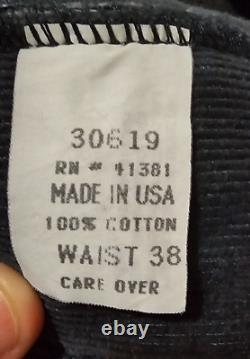 30619
RN # 41381
MADE IN USA
100% COTTON
WAIST 38
CARE OVER